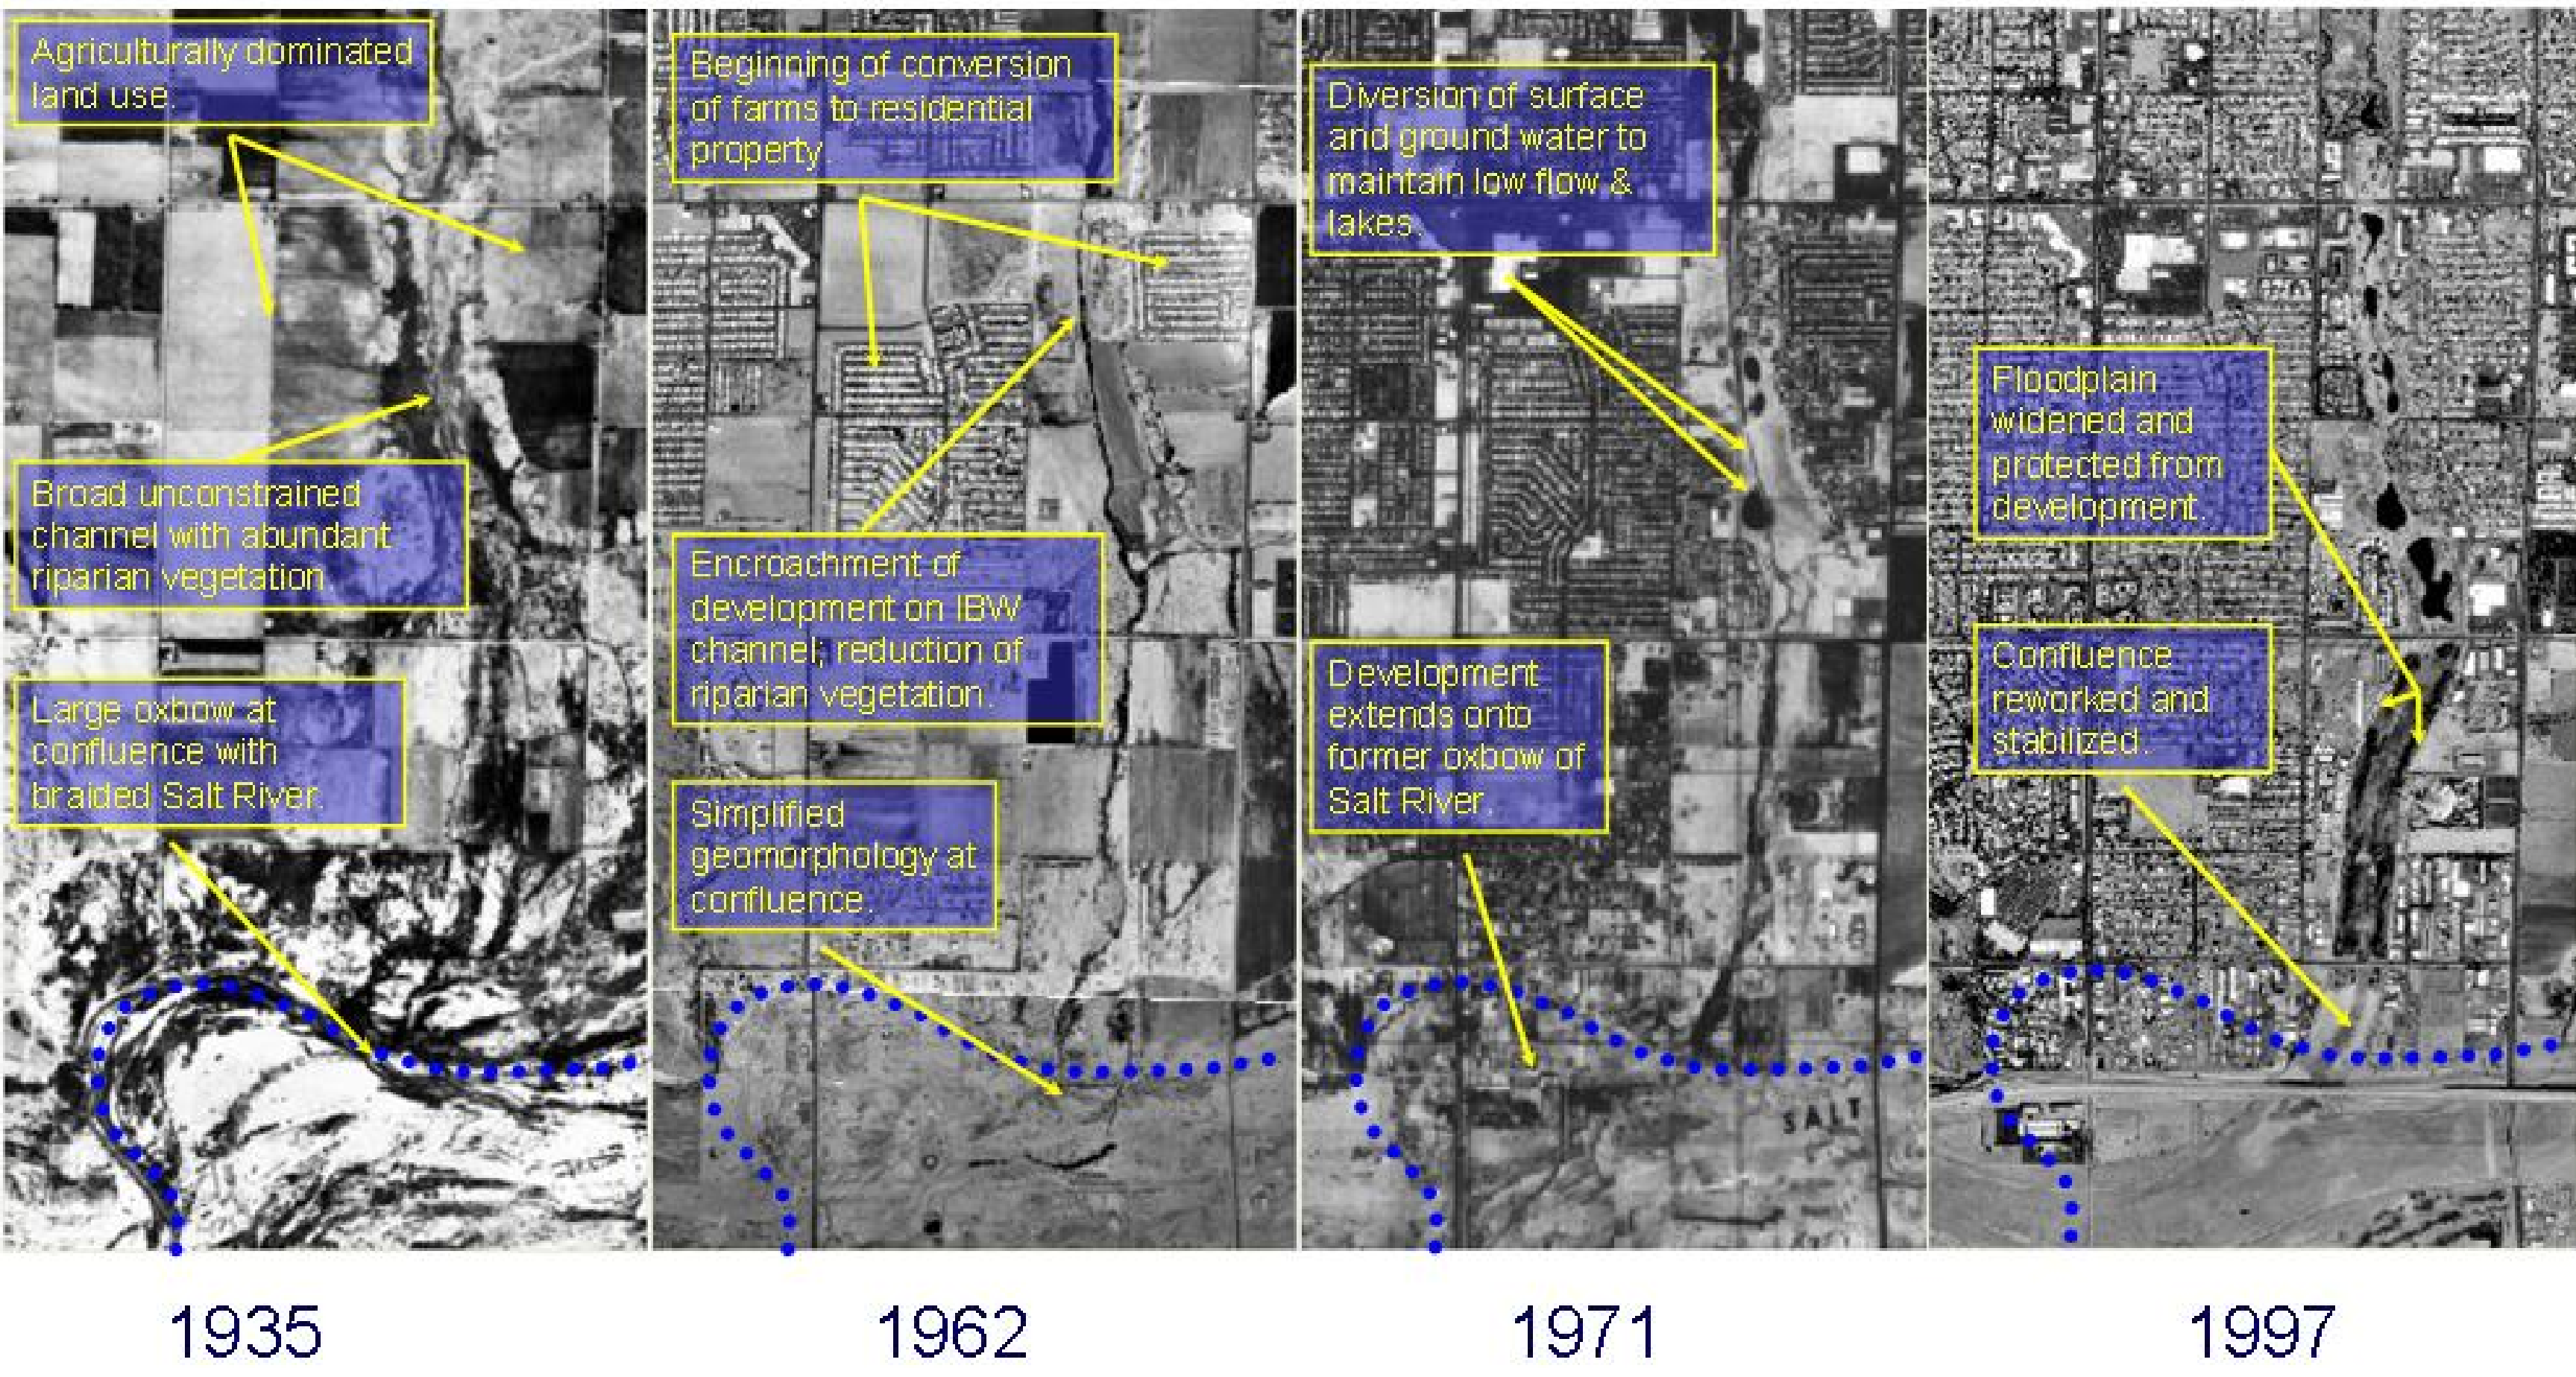 Agriculturally dominated
land use.
Broad unconstrained
channel with abundant
riparian vegetation.
Large oxbow at
confluence with
braided Salt River.
1935
Beginning of conversion
of farms to residential
property.
Encroachment of
development on IBW
channel; reduction of
riparian vegetation.
Simplified
geomorphology at
confluence.
1962
Diversion of surface
and ground water to
maintain low flow &
lakes.
Development
extends onto
former oxbow of
Salt River.
SALT
1971
Floodplain
widened and
protected from
development.
Confluence
reworked and
stabilized.
1997